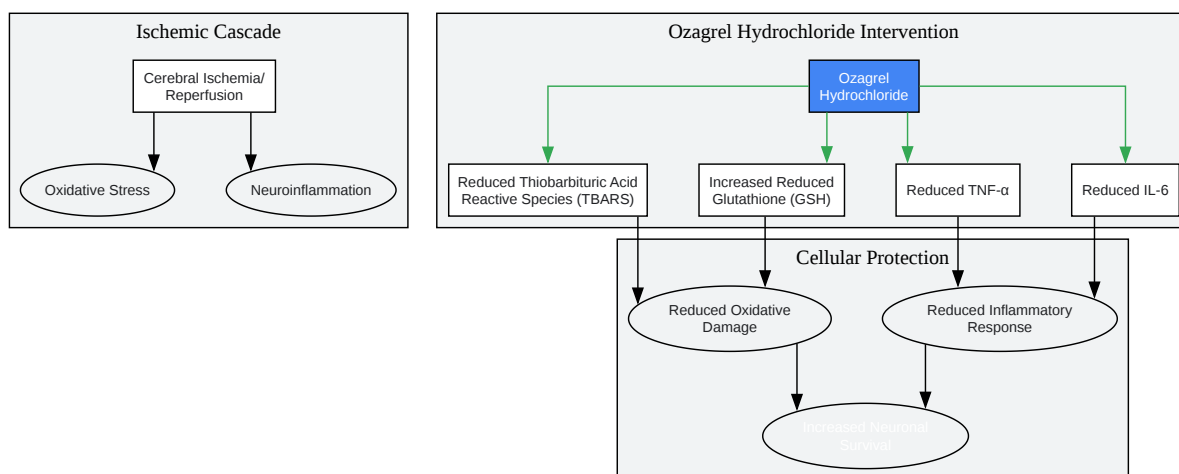 Ischemic Cascade
Cerebral Ischemia/
Reperfusion
Oxidative Stress
Neuroinflammation
Ozagrel Hydrochloride Intervention
Ozagrel
Hydrochloride
Reduced Thiobarbituric Acid
Reactive Species (TBARS)
Increased Reduced
Glutathione (GSH)
Reduced TNF-α
Reduced IL-6
Cellular Protection
Reduced Oxidative
Damage
Reduced Inflammatory
Response
Increased Neuronal
Survival